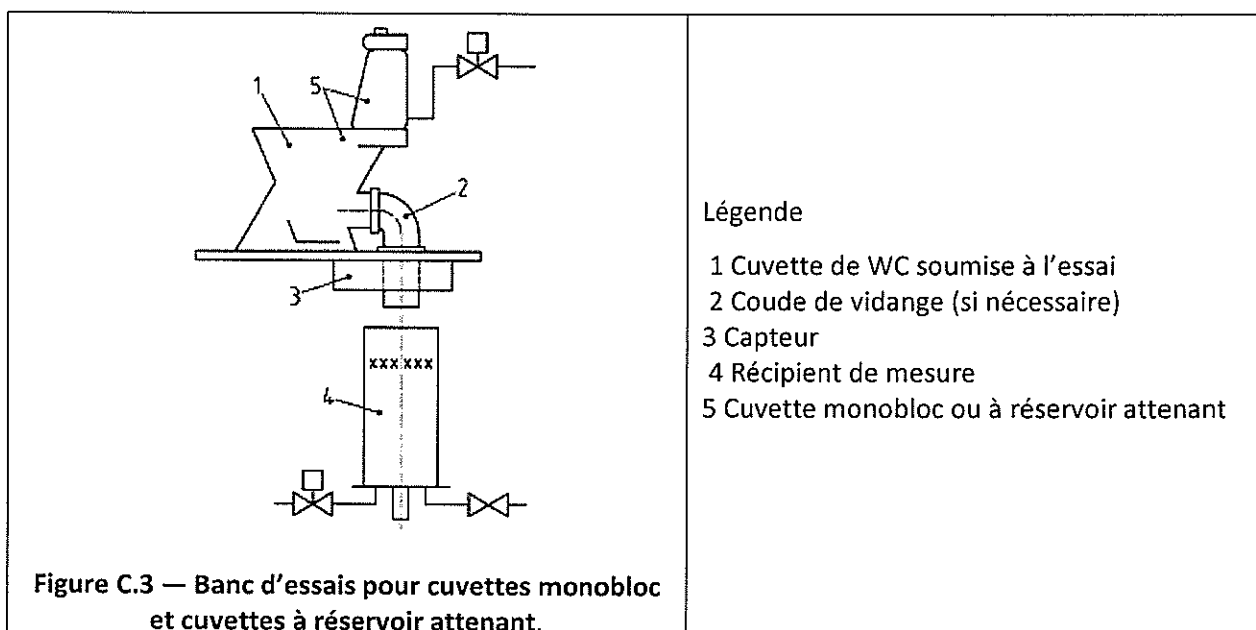 1
5
2
3
xxx xxx
4
Figure C.3 — Banc d'essais pour cuvettes monobloc
et cuvettes à réservoir attenant.
Légende
1 Cuvette de WC soumise à l'essai
2 Coude de vidange (si nécessaire)
3 Capteur
4 Récipient de mesure
5 Cuvette monobloc ou à réservoir attenant